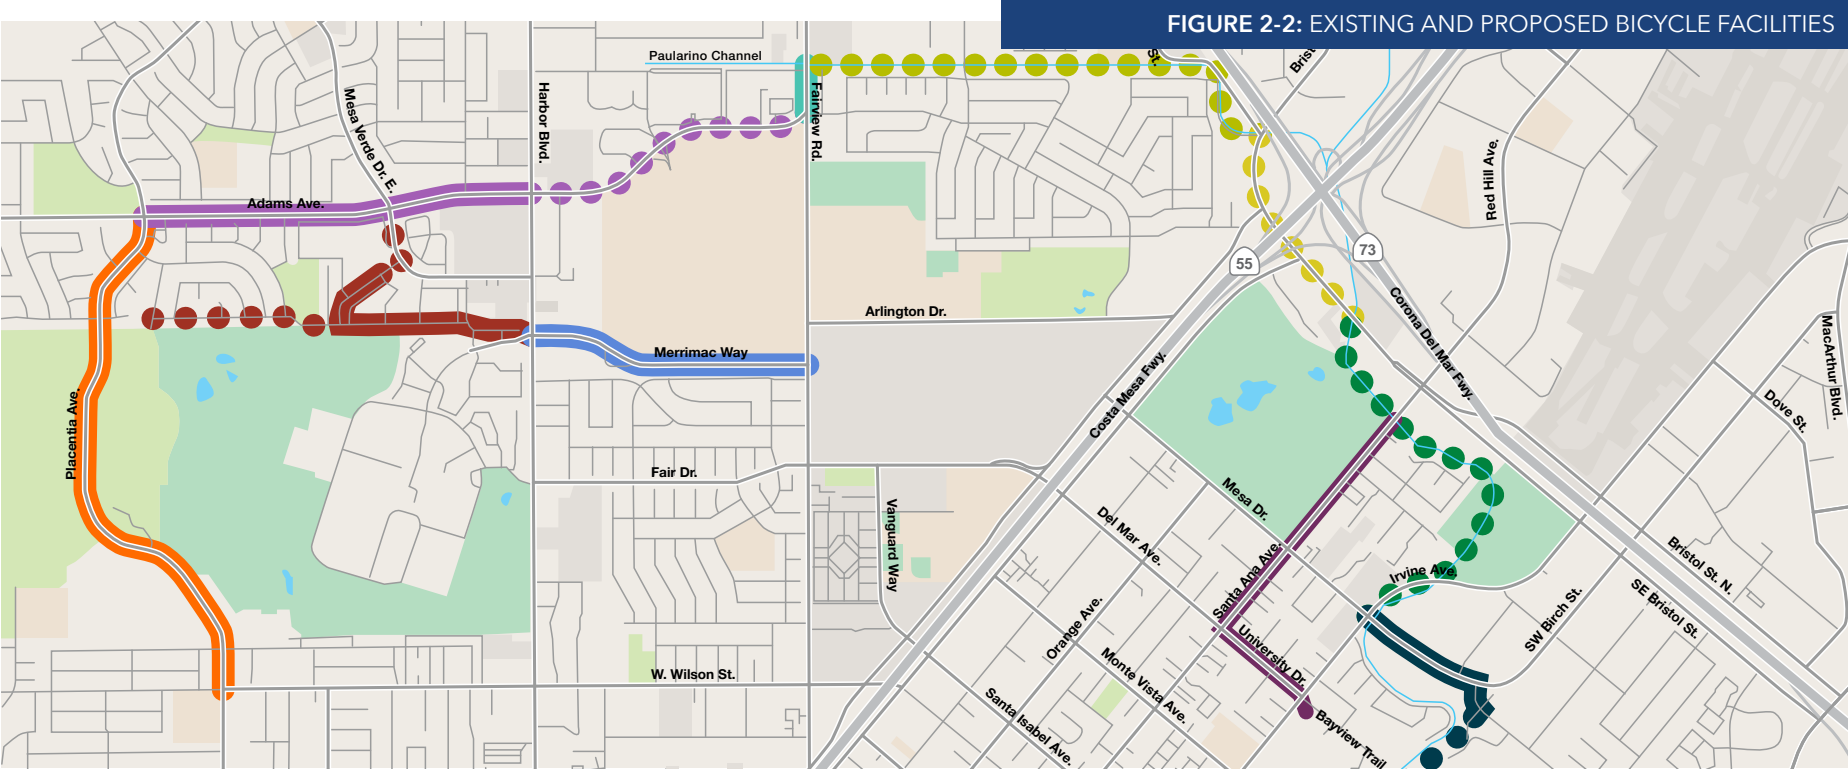 FIGURE 2-2: EXISTING AND PROPOSED BICYCLE FACILITIES
Paularino Channel
St.
Brist
Mesa Verde Dr. E.
Harbor Blvd.
Fairview Rd.
Red Hill Ave.
Adams Ave.
55
73
Arlington Dr.
Corona Del Mar Fwy.
MacArthur Blvd.
Merrimac Way
Costa Mesa Fwy.
Placentia Ave.
Dove St.
Fair Dr.
Mesa Dr.
Vanguard Way
Del Mar Ave.
Bristol St. N.
Santa Ana Ave.
Irvine Ave.
SE Bristol St.
SW Birch St.
Orange Ave.
University Dr.
W. Wilson St.
Monte Vista Ave.
Santa Isabel Ave.
Bayview Trail